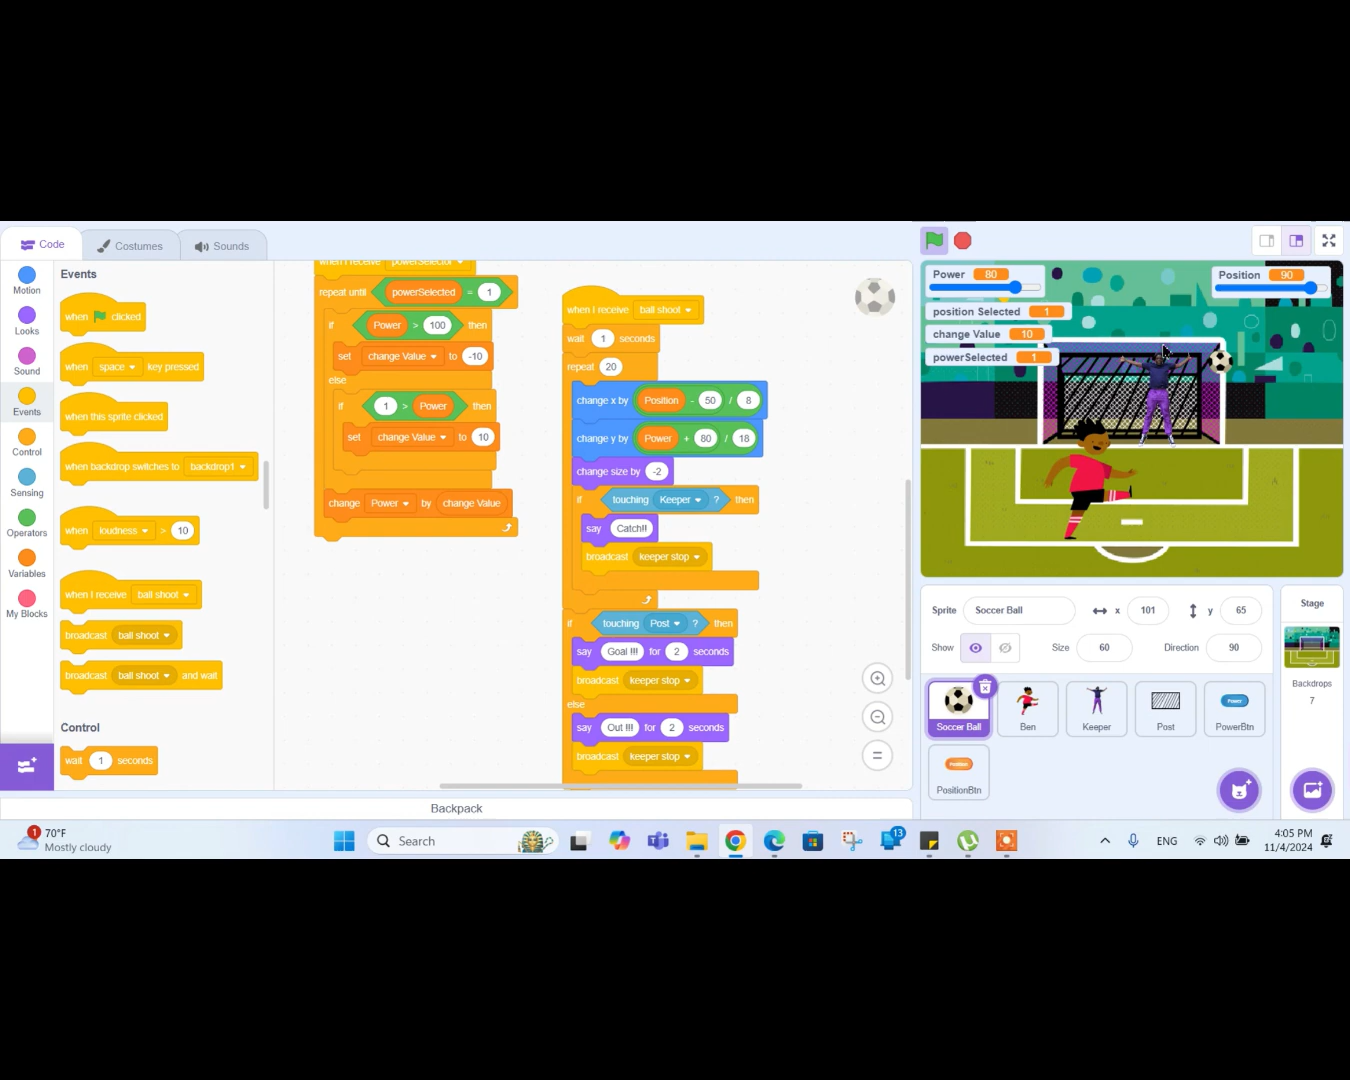 Code
Costumes
Sounds
Motion
Looks
Sound
Events
Control
Sensing
Operators
Variables
My Blocks
Events
when clicked
when space key pressed
when this sprite clicked
when backdrop switches to backdrop1
when loudness > 10
when I receive ball shoot
broadcast ball shoot
broadcast ball shoot and wait
Control
wait 1 seconds
when I receive powerSelector
repeat until powerSelected = 1
if Power > 100 then
set change Value to -10
else
if 1 > Power then
set change Value to 10
change Power by change Value
when I receive ball shoot
wait 1 seconds
repeat 20
change x by Position - 50 / 8
change y by Power + 80 / 18
change size by -2
if touching Keeper ? then
say Catch!!
broadcast keeper stop
if touching Post ? then
say Goal !!! for 2 seconds
broadcast keeper stop
else
say Out !!! for 2 seconds
broadcast keeper stop
Backpack
Power 80
Position 90
position Selected 1
change Value 10
powerSelected 1
Sprite Soccer Ball x 101 y 65
Show Size 60 Direction 90
Soccer Ball
Ben
Keeper
Post
Power
PowerBtn
Position
PositionBtn
Stage
Backdrops
7
1
70°F
Mostly cloudy
Search
13
ENG
4:05 PM
11/4/2024